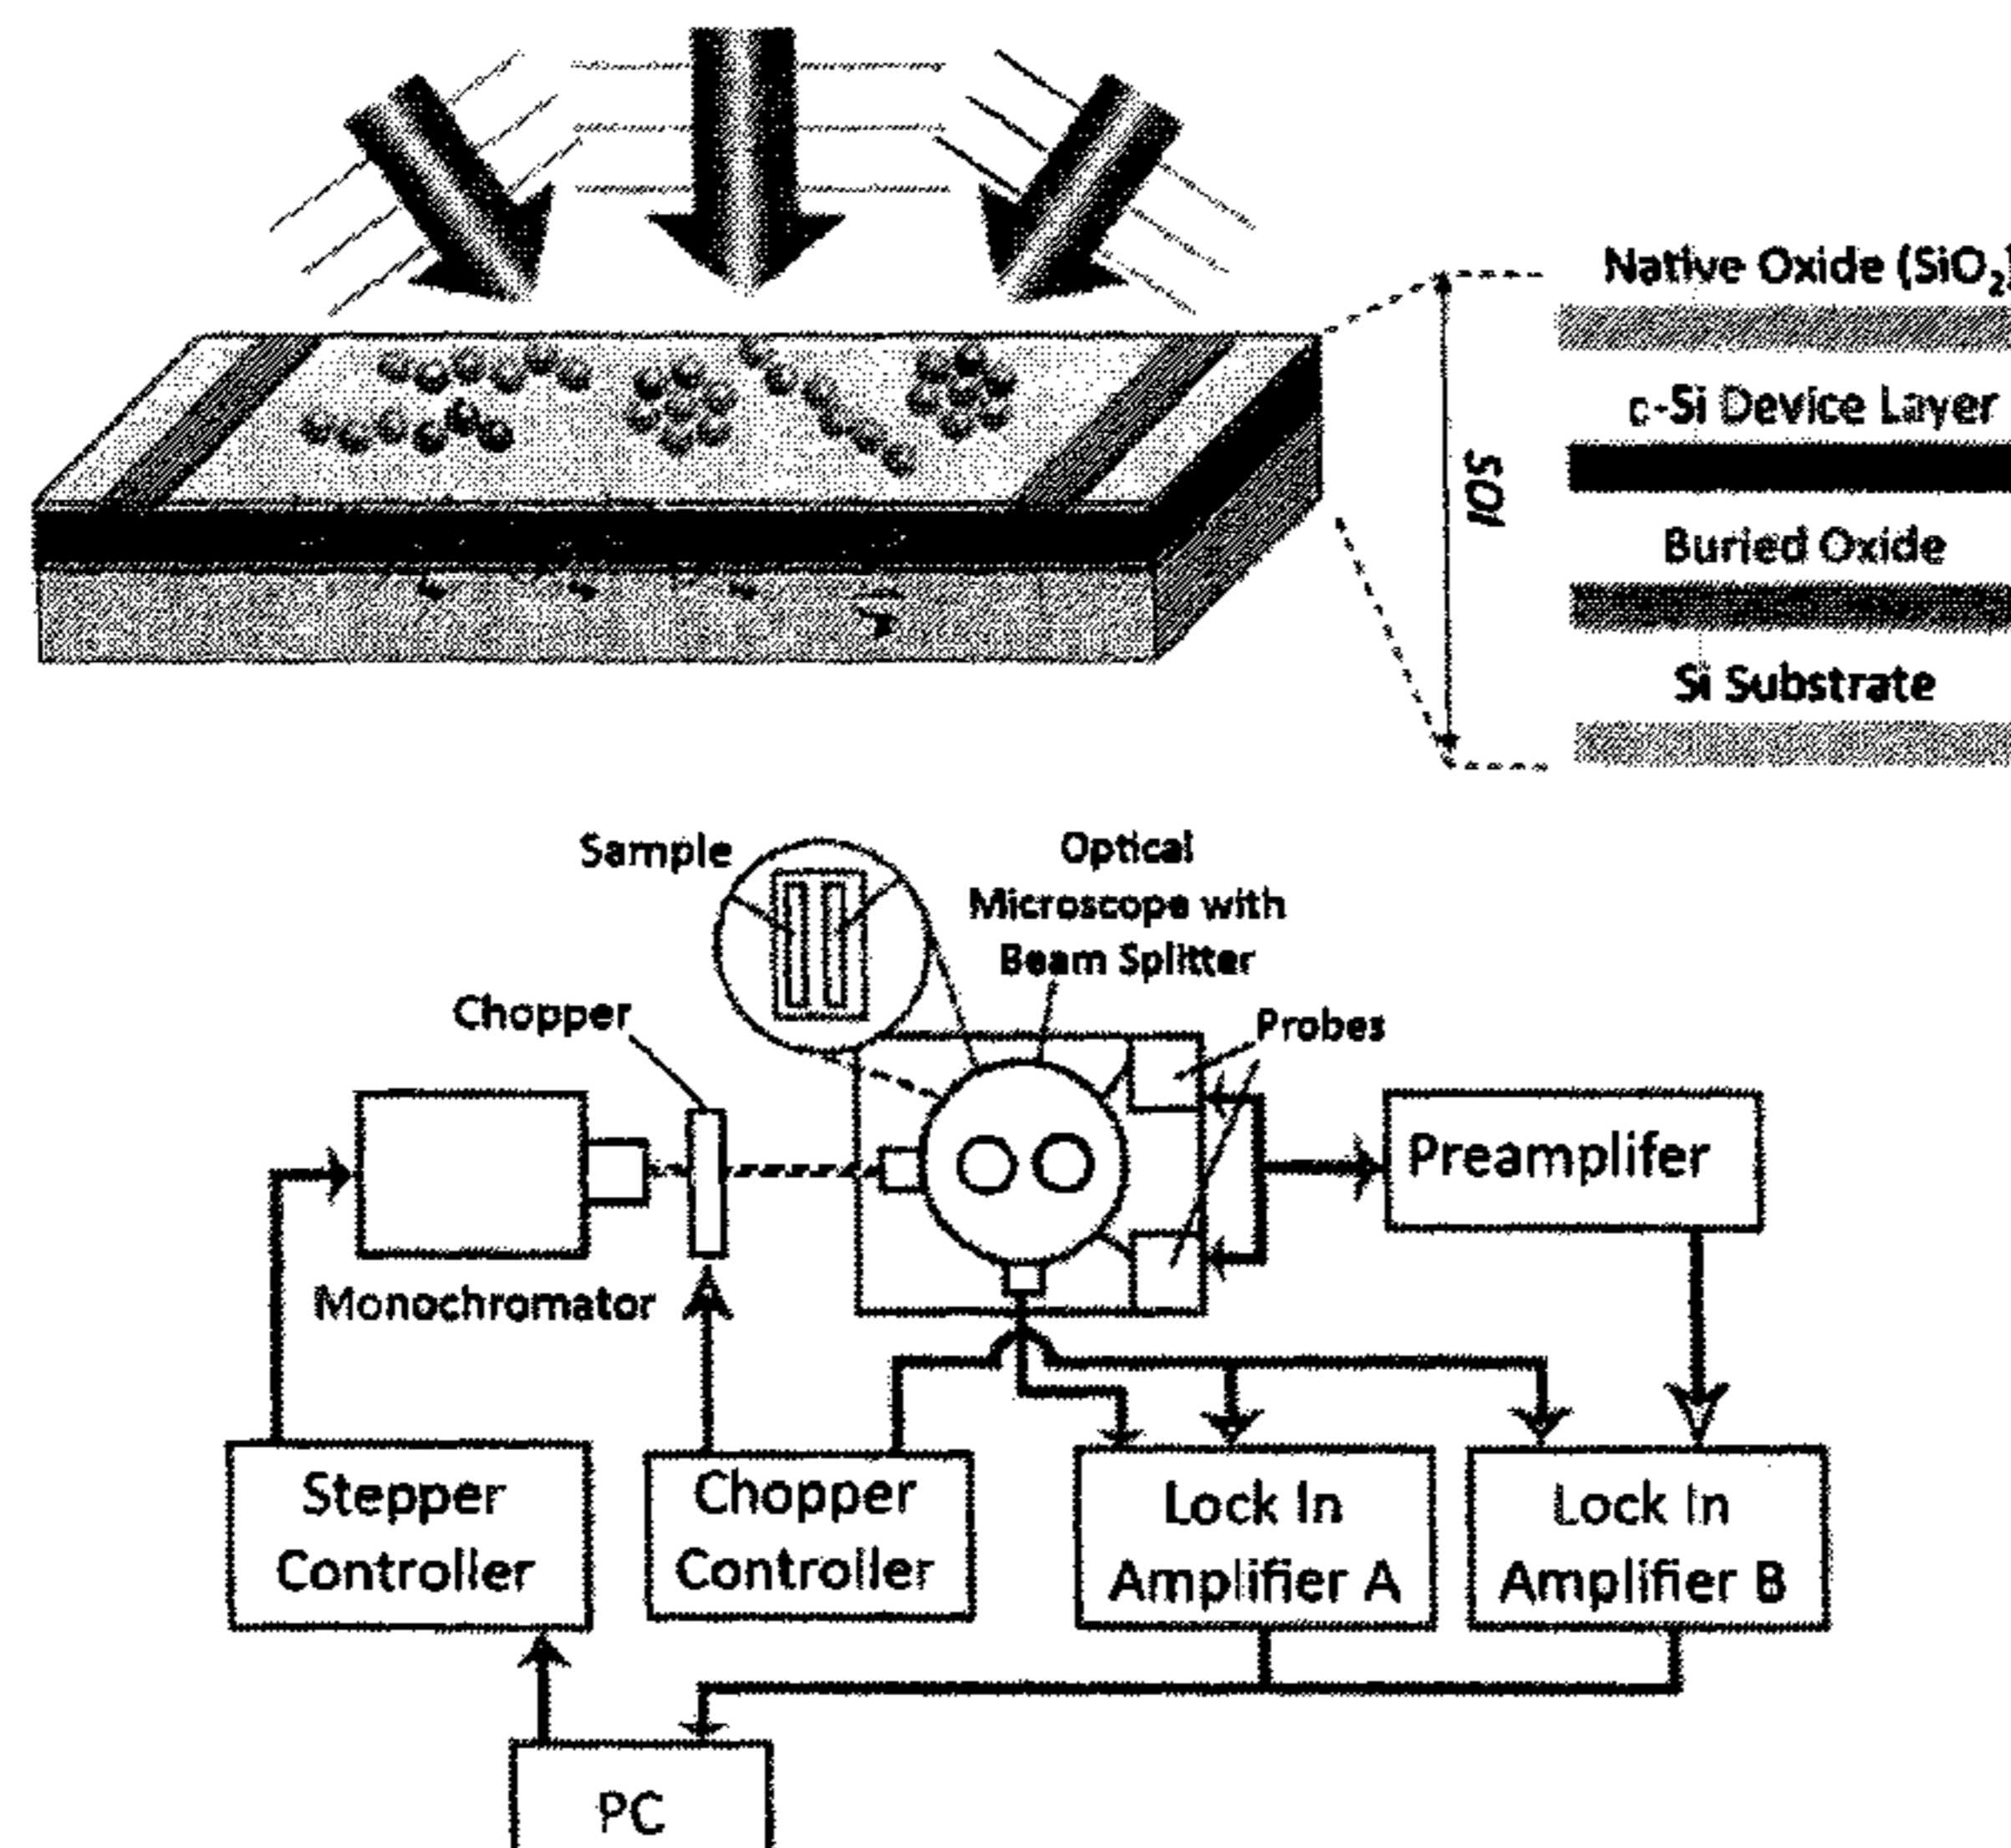 Native Oxide (SiO₂)
c-Si Device Layer
SOI
Buried Oxide
Si Substrate
Sample
Optical
Microscope with
Beam Splitter
Chopper
Probes
Preamplifer
Monochromator
Stepper
Controller
Chopper
Controller
Lock In
Amplifier A
Lock In
Amplifier B
PC